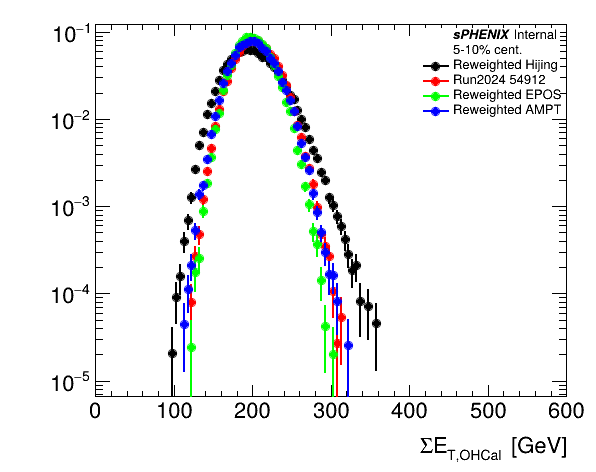 sPHENIX Internal
5-10% cent.
Reweighted Hijing
Run2024 54912
Reweighted EPOS
Reweighted AMPT
10⁻¹
10⁻²
10⁻³
10⁻⁴
10⁻⁵
0 100 200 300 400 500 600
ΣE_T,OHCal [GeV]